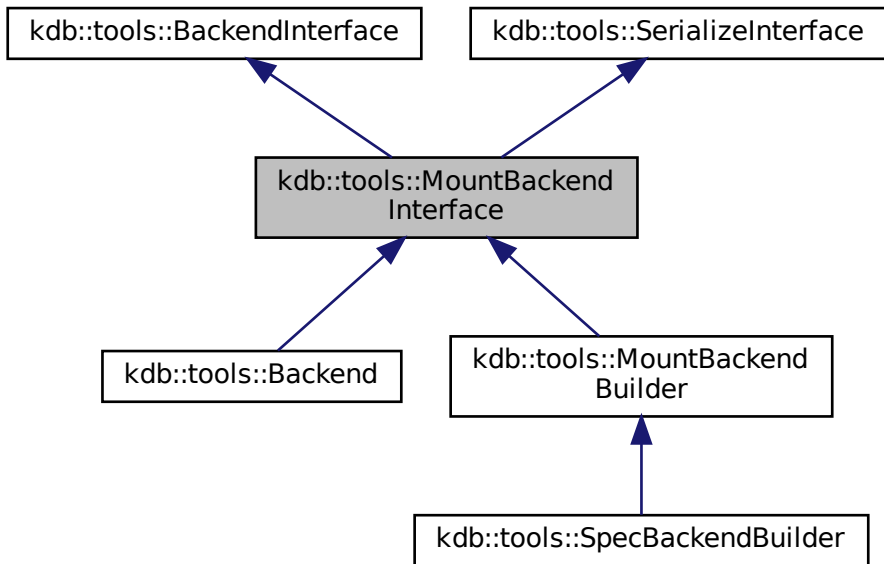 kdb::tools::BackendInterface
kdb::tools::SerializeInterface
kdb::tools::MountBackend
Interface
kdb::tools::Backend
kdb::tools::MountBackend
Builder
kdb::tools::SpecBackendBuilder